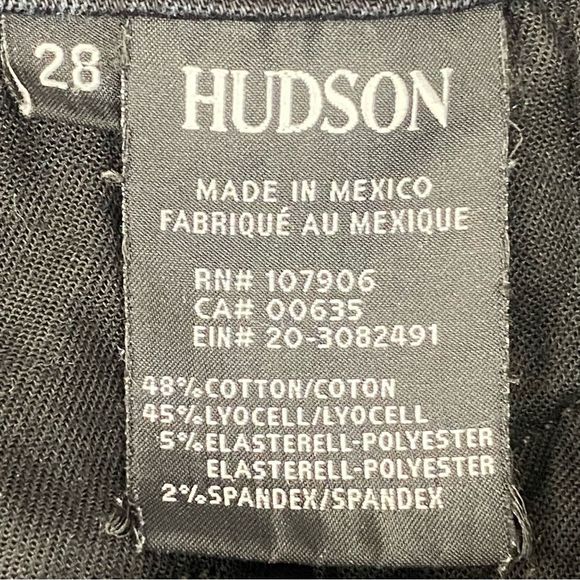 28
HUDSON
MADE IN MEXICO
FABRIQUÉ AU MEXIQUE
RN# 107906
CA# 00635
EIN# 20-3082491
48% COTTON/COTON
45% LYOCELL/LYOCELL
5% ELASTERELL-POLYESTER
ELASTERELL-POLYESTER
2% SPANDEX/SPANDEX